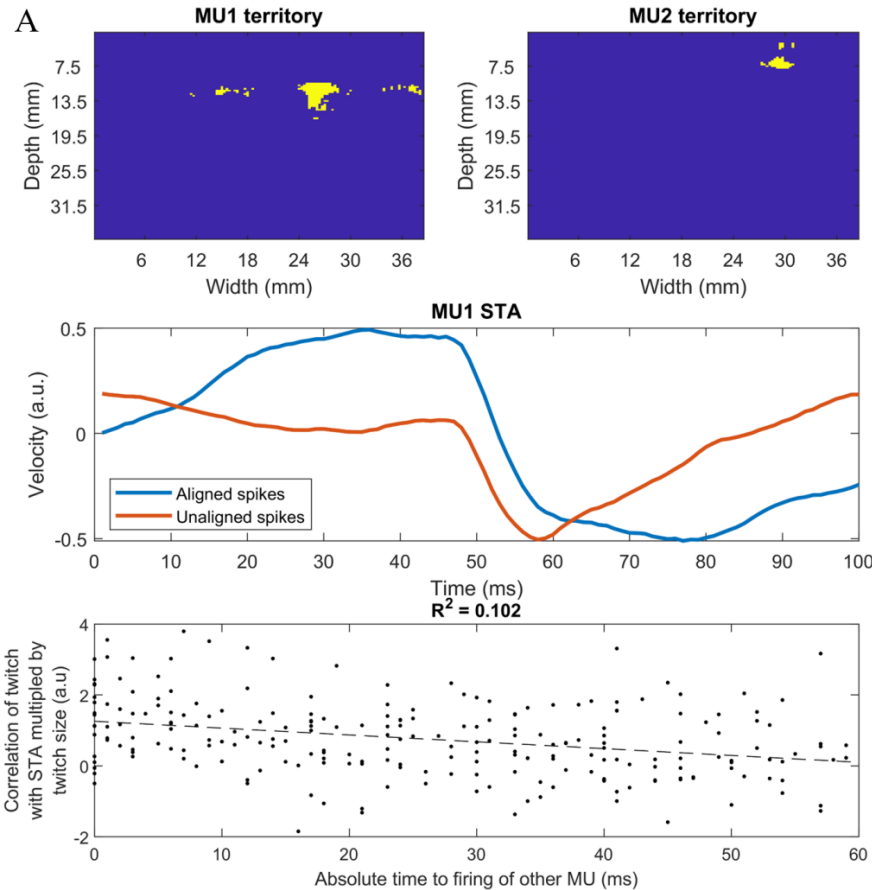 A
MU1 territory
MU2 territory
Depth (mm)
7.5
13.5
19.5
25.5
31.5
6 12 18 24 30 36
Width (mm)
Depth (mm)
7.5
13.5
19.5
25.5
31.5
6 12 18 24 30 36
Width (mm)
MU1 STA
Velocity (a.u.)
0.5
0
-0.5
Aligned spikes
Unaligned spikes
0 10 20 30 40 50 60 70 80 90 100
Time (ms)
R² = 0.102
Correlation of twitch
with STA multipled by
twitch size (a.u)
4
2
0
-2
0 10 20 30 40 50 60
Absolute time to firing of other MU (ms)